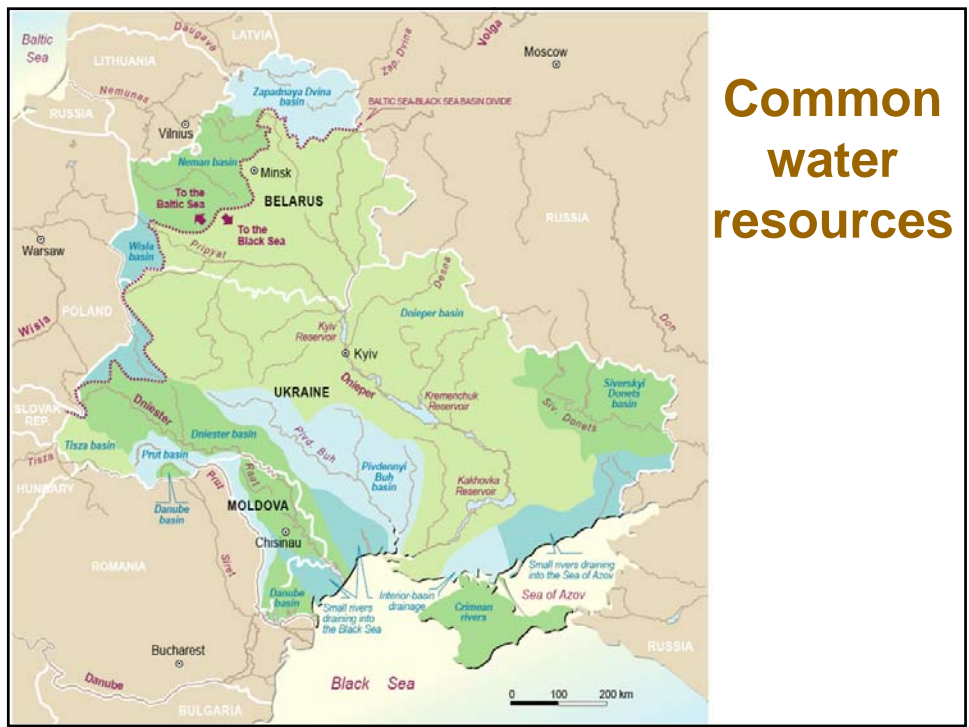 Common
water
resources
Baltic
Sea
Daugava
LATVIA
Zap. Dvina
Volga
Moscow
LITHUANIA
Nemunas
Zapadnaya Dvina
basin
BALTIC SEA-BLACK SEA BASIN DIVIDE
RUSSIA
Vilnius
Neman basin
Minsk
To the
Baltic Sea
BELARUS
To the
Black Sea
RUSSIA
Warsaw
Wisla
basin
Pripyat
Desna
POLAND
Wisla
Dnieper basin
Don
Kyiv
Reservoir
Kyiv
UKRAINE
Dnieper
Kremenchuk
Reservoir
Siverskyi
Donets
basin
Siv. Donets
SLOVAK
REP.
Dniester
Dniester basin
Pivd. Buh
Tisza basin
Tisza
Prut basin
Pivdennyi
Buh
basin
Kakhovka
Reservoir
HUNGARY
Prut
Raut
MOLDOVA
Danube
basin
Chisinau
ROMANIA
Siret
Small rivers draining
into the Sea of Azov
Danube
basin
Small rivers
draining into
the Black Sea
Interior-basin
drainage
Sea of Azov
Crimean
rivers
RUSSIA
Bucharest
Danube
Black Sea
0 100 200 km
BULGARIA